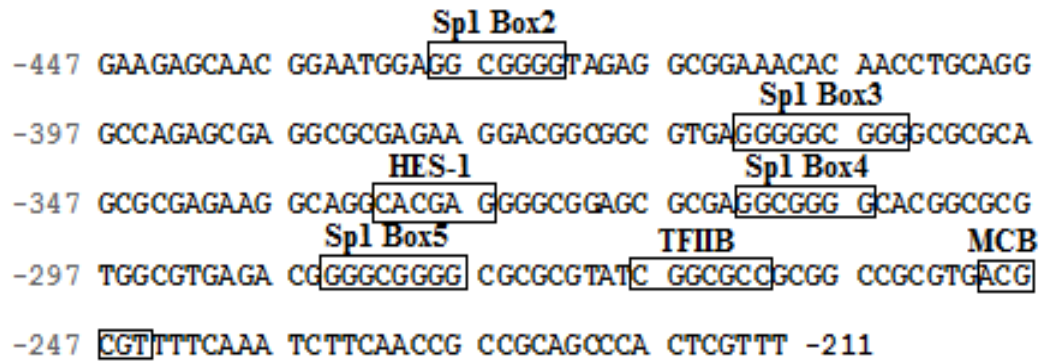 Sp1 Box2
-447 GAAGAGCAAC GGAATGGAGG CGGGGTAGAG GCGGAAACAC AACCTGCAGG
Sp1 Box3
-397 GCCAGAGCGA GGCGCGAGAA GGACGGCGGC GTGAGGGGGC GGGGCGCGCA
HES-1 Sp1 Box4
-347 GCGCGAGAAG GCAGGCACGA GGGGCGGAGC GCGAGGCGGG GCACGGCGCG
Sp1 Box5 TFIIB MCB
-297 TGGCGTGAGA CGGGGCGGGG CGCGCGTATC GGCGCCGCGG CCGCGTGACG
-247 CGTTTTCAAA TCTTCAACCG CCGCAGCCCA CTCGTTT -211